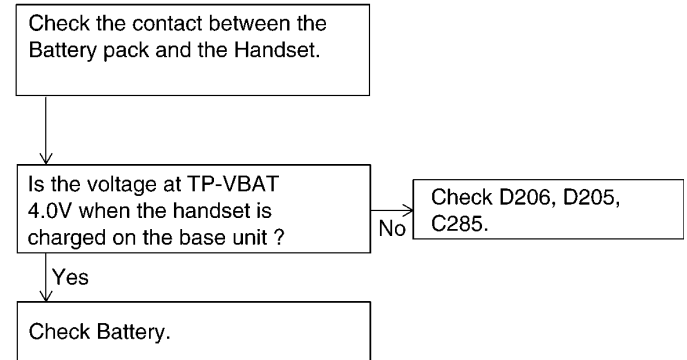 Check the contact between the
Battery pack and the Handset.
Is the voltage at TP-VBAT
4.0V when the handset is
charged on the base unit ?
No
Check D206, D205,
C285.
Yes
Check Battery.